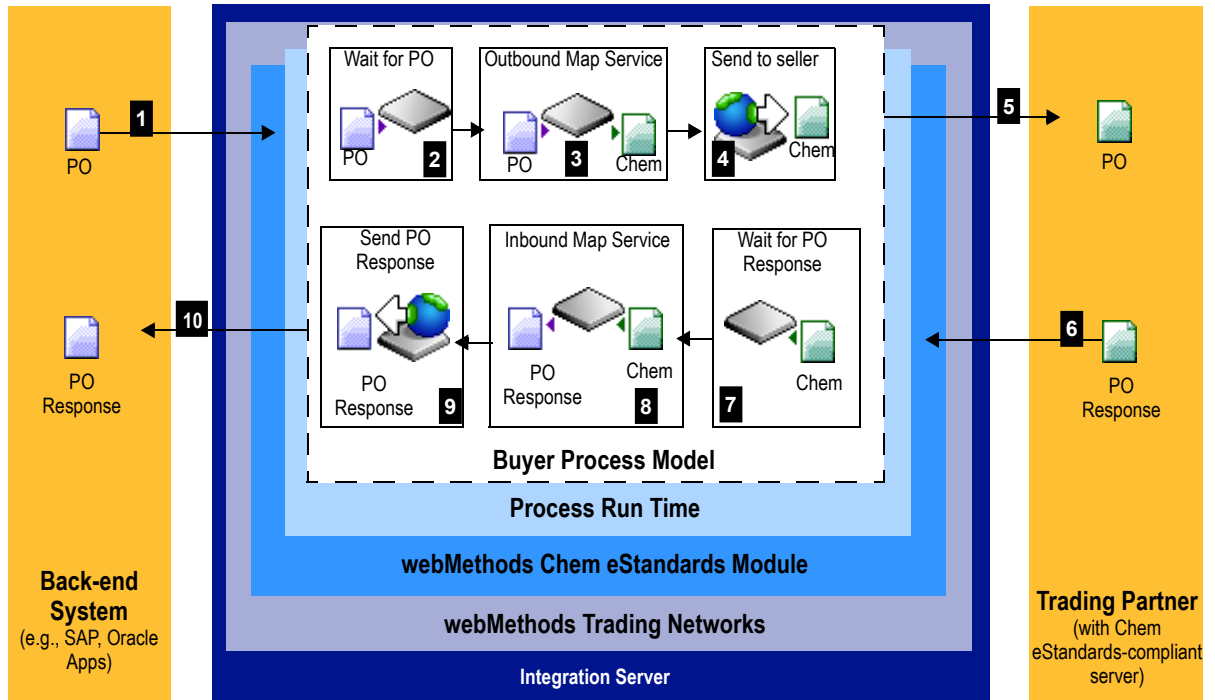 1
PO
Back-end
System
(e.g., SAP, Oracle
Apps)
PO
Response
10
Wait for PO
PO
2
Outbound Map Service
PO
3
Chem
Send to seller
4
Chem
5
PO
Send PO
Response
PO
Response
9
Inbound Map Service
PO
Response
Chem
8
Wait for PO
Response
Chem
7
6
PO
Response
Buyer Process Model
Process Run Time
webMethods Chem eStandards Module
webMethods Trading Networks
Integration Server
Trading Partner
(with Chem
eStandards-compliant
server)